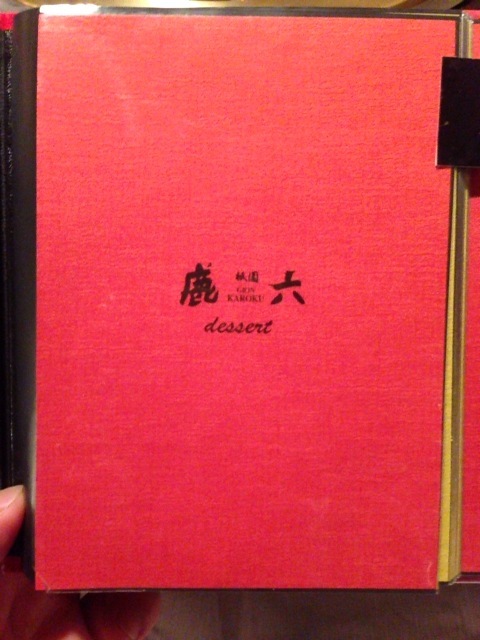 鹿 祇園 六
GION
KAROKU
dessert